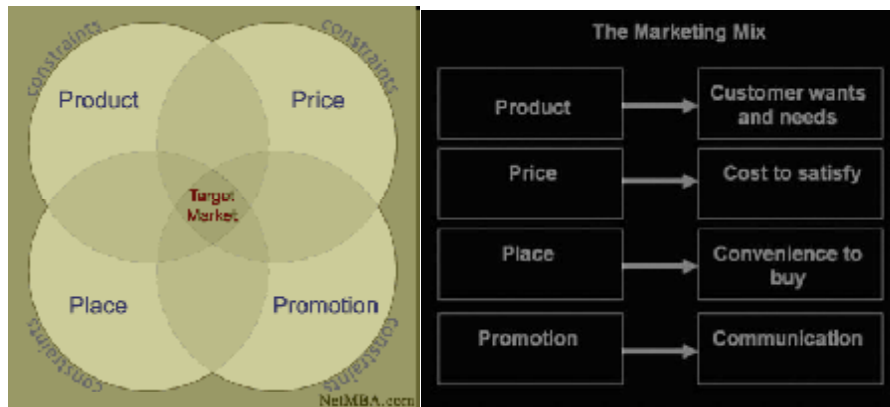 constraints
constraints
Product
Price
Target
Market
Place
Promotion
constraints
constraints
NetMBA.com
The Marketing Mix
Product
Customer wants
and needs
Price
Cost to satisfy
Place
Convenience to
buy
Promotion
Communication